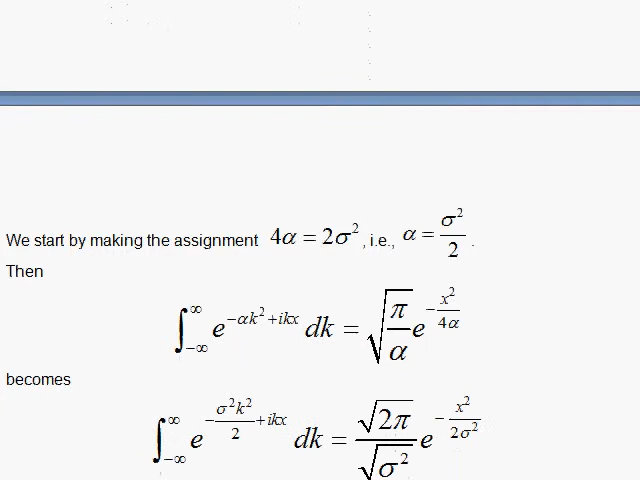 We start by making the assignment 4α = 2σ², i.e., α = σ²/2 .
Then
∫_{-∞}^{∞} e^{-αk²+ikx} dk = √(π/α) e^{-x²/4α}
becomes
∫_{-∞}^{∞} e^{-σ²k²/2+ikx} dk = √(2π)/√(σ²) e^{-x²/2σ²}